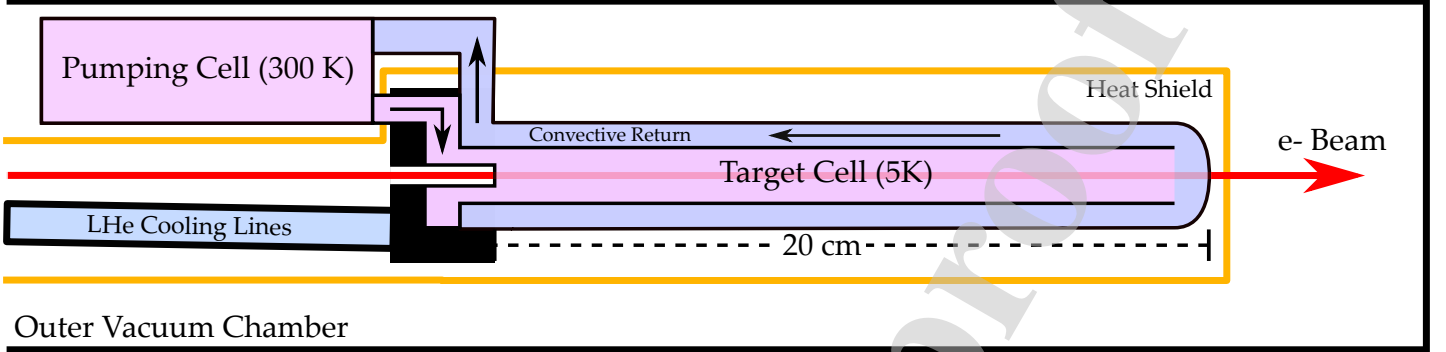 Pumping Cell (300 K)
Heat Shield
Convective Return
e- Beam
Target Cell (5K)
LHe Cooling Lines
20 cm
Outer Vacuum Chamber
proof